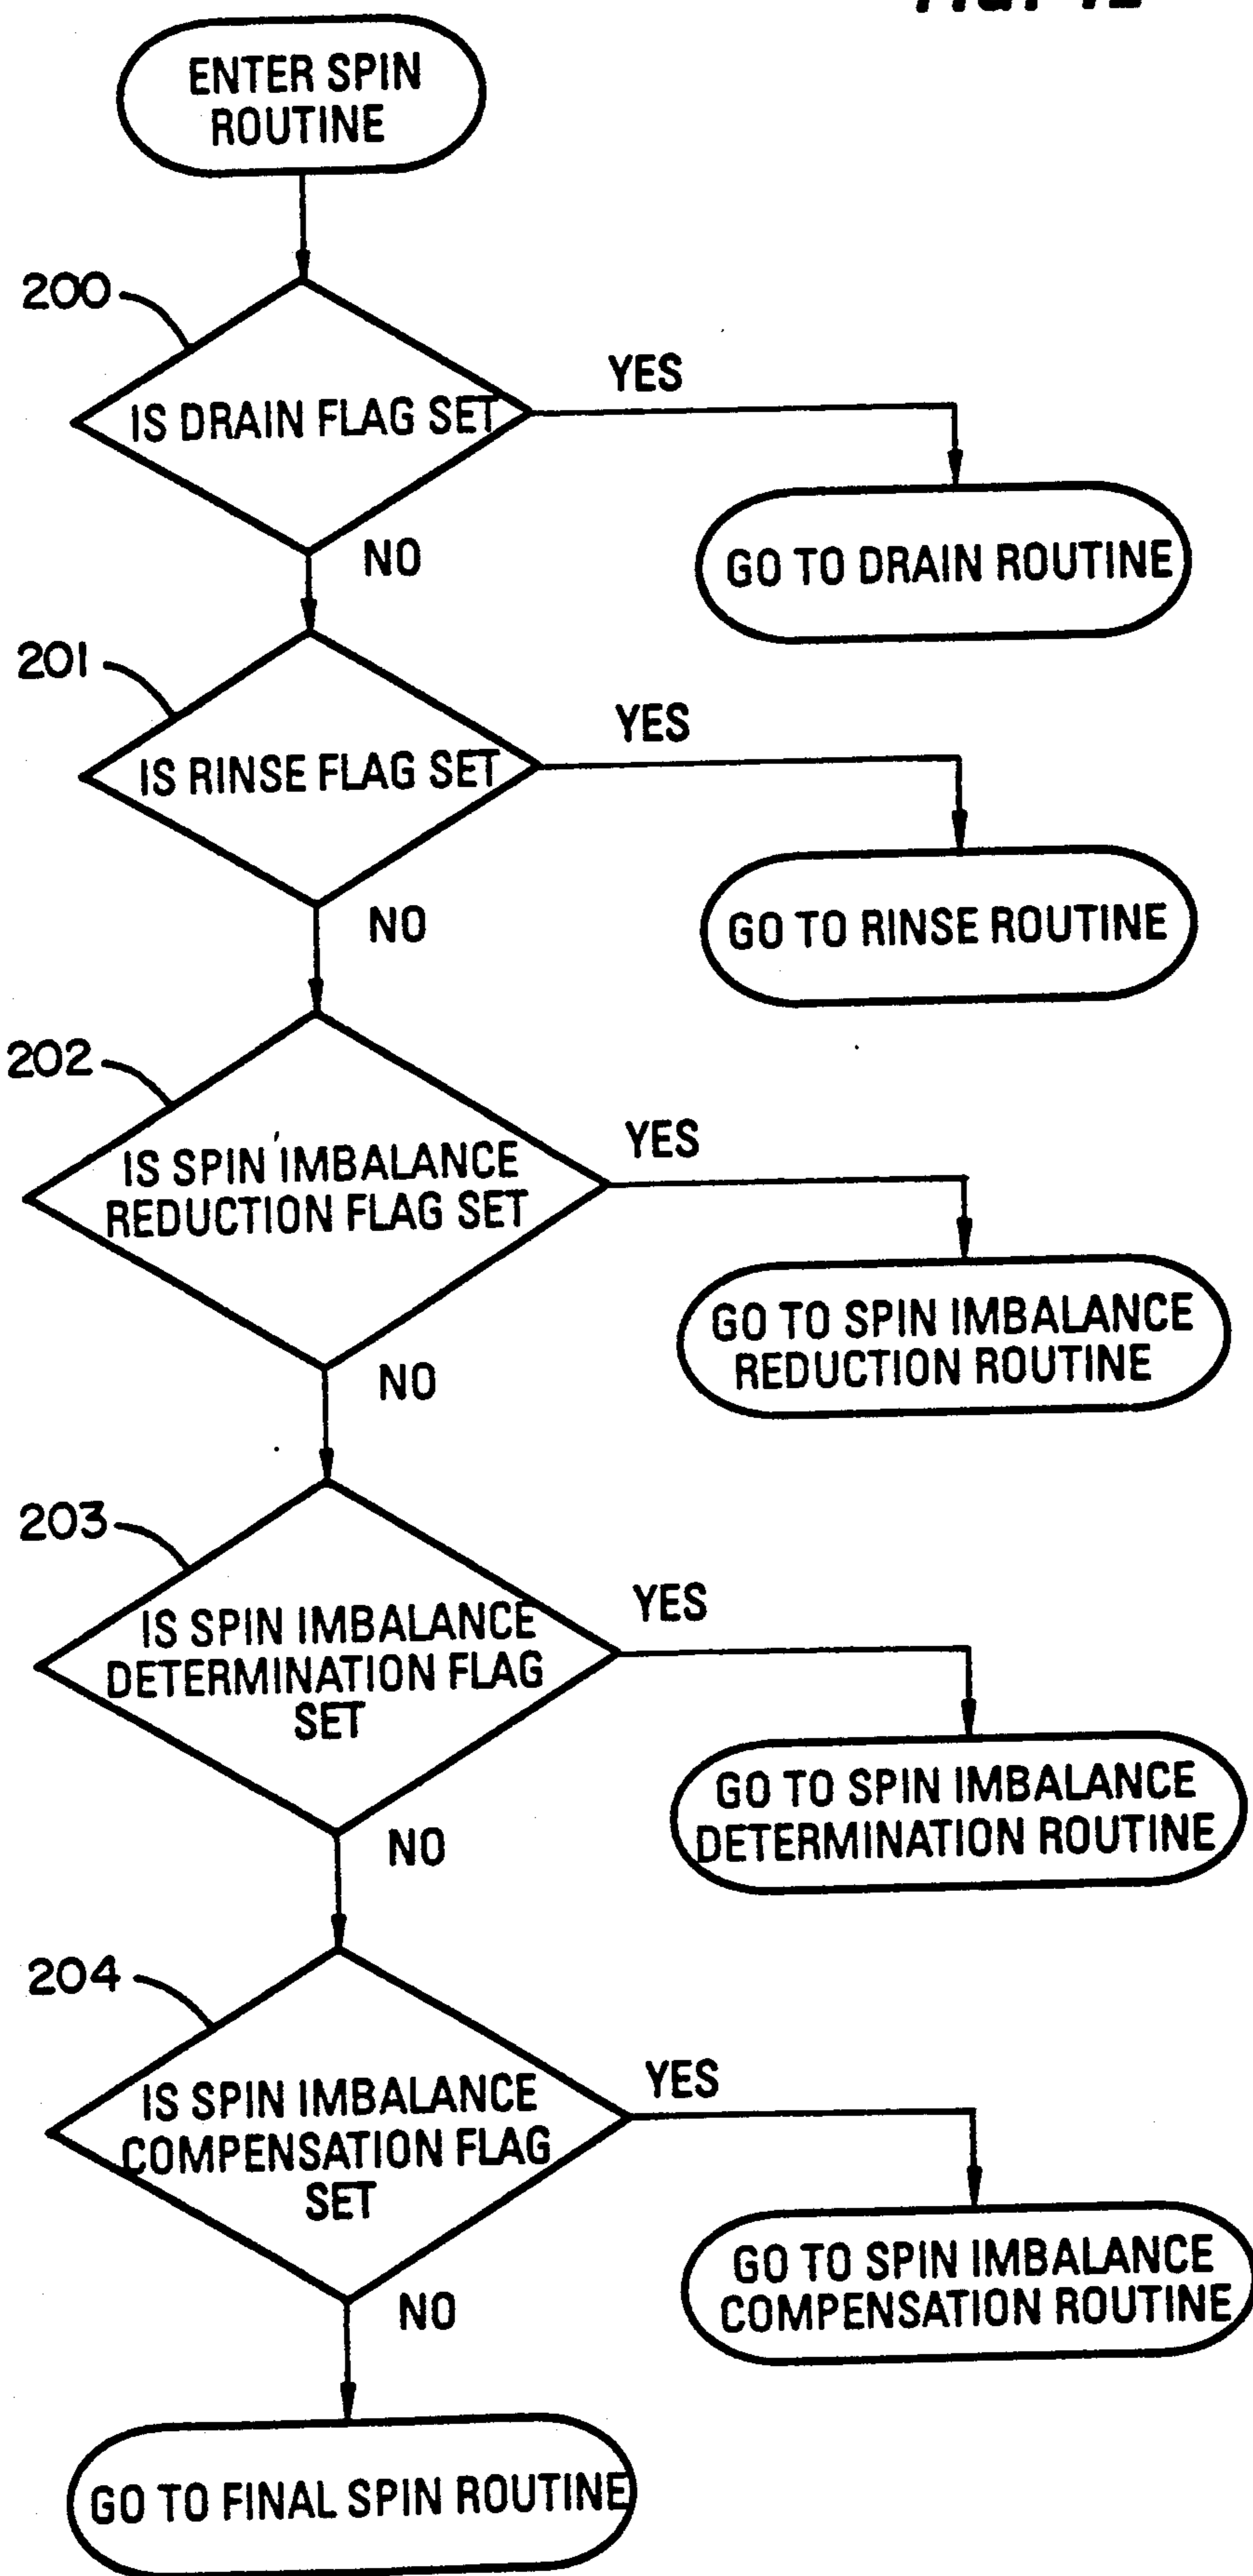 ENTER SPIN
ROUTINE
200
IS DRAIN FLAG SET
YES
NO
GO TO DRAIN ROUTINE
201
IS RINSE FLAG SET
YES
NO
GO TO RINSE ROUTINE
202
IS SPIN IMBALANCE
REDUCTION FLAG SET
YES
NO
GO TO SPIN IMBALANCE
REDUCTION ROUTINE
203
IS SPIN IMBALANCE
DETERMINATION FLAG
SET
YES
NO
GO TO SPIN IMBALANCE
DETERMINATION ROUTINE
204
IS SPIN IMBALANCE
COMPENSATION FLAG
SET
YES
NO
GO TO SPIN IMBALANCE
COMPENSATION ROUTINE
GO TO FINAL SPIN ROUTINE